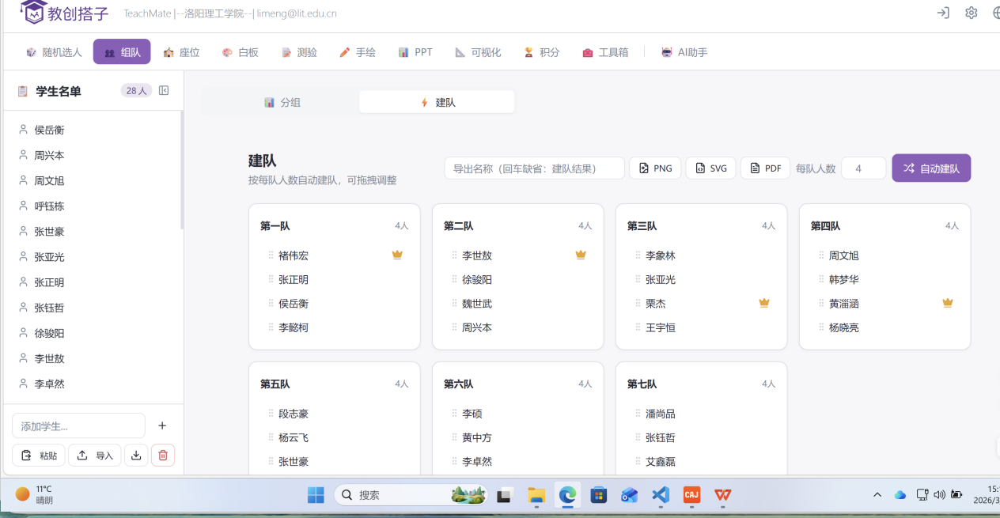 教创搭子 TeachMate |--洛阳理工学院--| limeng@lit.edu.cn
随机选人 组队 座位 白板 测验 手绘 PPT 可视化 积分 工具箱 AI助手
学生名单 28 人
侯岳衡
周兴本
周文旭
呼钰栋
张世豪
张亚光
张正明
张钰哲
徐骏阳
李世敖
李卓然
添加学生...
粘贴 导入
分组 建队
建队
按每队人数自动建队，可拖拽调整
导出名称（回车缺省：建队结果） PNG SVG PDF 每队人数 4 自动建队
第一队 4人
褚伟宏
张正明
侯岳衡
李懿柯
第二队 4人
李世敖
徐骏阳
魏世武
周兴本
第三队 4人
李象林
张亚光
栗杰
王宇恒
第四队 4人
周文旭
韩梦华
黄淄涵
杨晓亮
第五队 4人
段志豪
杨云飞
张世豪
第六队 4人
李硕
黄中方
李卓然
第七队 4人
潘尚品
张钰哲
艾鑫磊
11°C
晴朗
搜索
CAJ
15:
2026/3